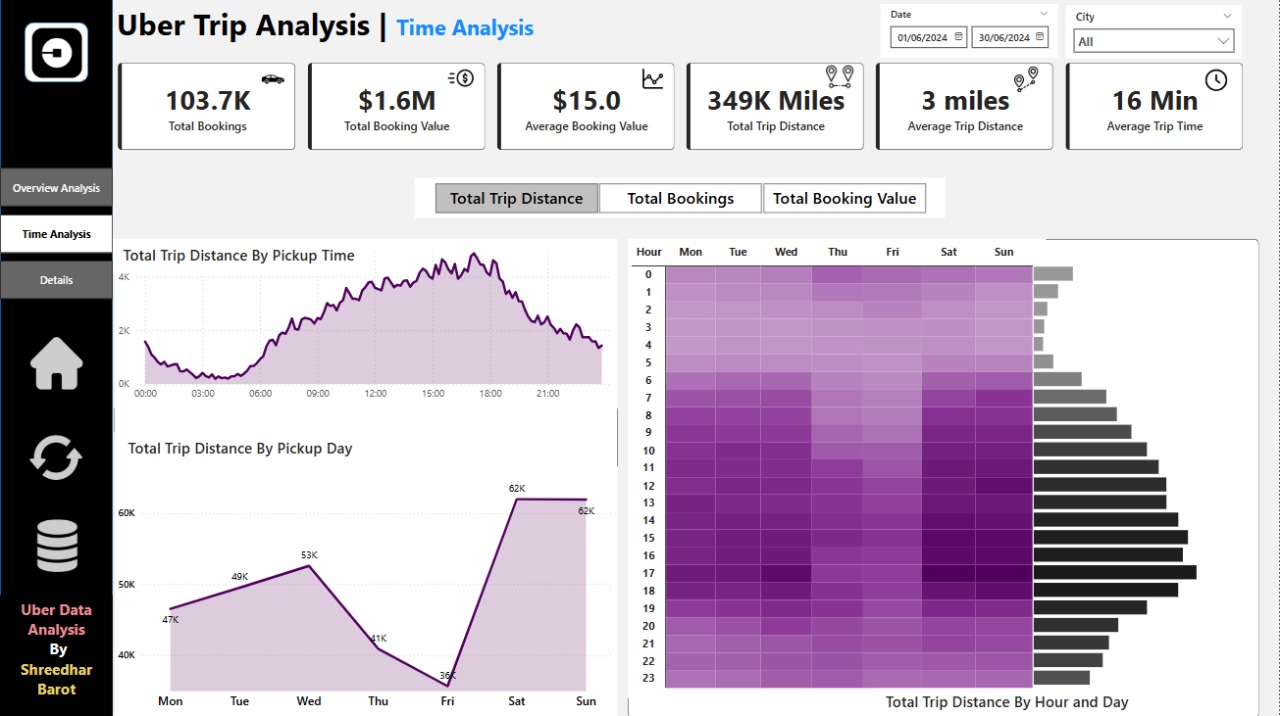 Uber Trip Analysis | Time Analysis
Date
01/06/2024 30/06/2024
City
All
103.7K
Total Bookings
$1.6M
Total Booking Value
$15.0
Average Booking Value
349K Miles
Total Trip Distance
3 miles
Average Trip Distance
16 Min
Average Trip Time
Overview Analysis
Time Analysis
Details
Uber Data
Analysis
By
Shreedhar
Barot
Total Trip Distance Total Bookings Total Booking Value
Total Trip Distance By Pickup Time
4K
2K
0K
00:00 03:00 06:00 09:00 12:00 15:00 18:00 21:00
Total Trip Distance By Pickup Day
60K
50K
40K
47K 49K 53K 41K 36K 62K 62K
Mon Tue Wed Thu Fri Sat Sun
Hour Mon Tue Wed Thu Fri Sat Sun
0
1
2
3
4
5
6
7
8
9
10
11
12
13
14
15
16
17
18
19
20
21
22
23
Total Trip Distance By Hour and Day